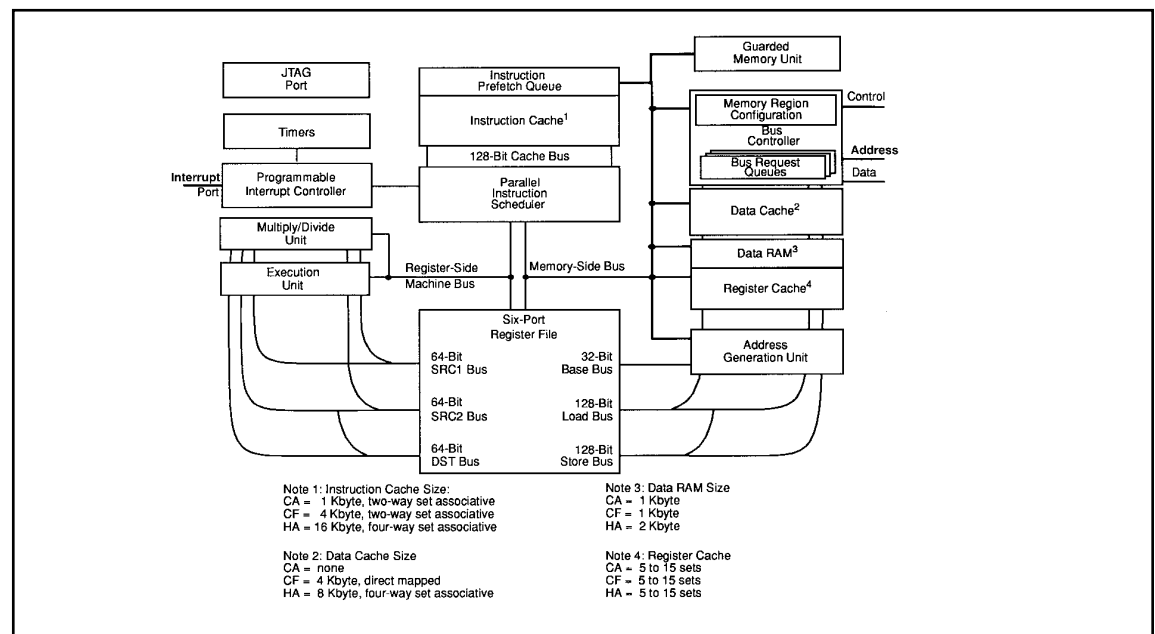 JTAG
Port
Timers
Interrupt
Port
Programmable
Interrupt Controller
Multiply/Divide
Unit
Execution
Unit
Instruction
Prefetch Queue
Instruction Cache1
128-Bit Cache Bus
Parallel
Instruction
Scheduler
Register-Side
Machine Bus
Memory-Side Bus
Guarded
Memory Unit
Memory Region
Configuration
Bus
Controller
Bus Request
Queues
Control
Address
Data
Data Cache2
Data RAM3
Register Cache4
Address
Generation Unit
Six-Port
Register File
64-Bit
SRC1 Bus
64-Bit
SRC2 Bus
64-Bit
DST Bus
32-Bit
Base Bus
128-Bit
Load Bus
128-Bit
Store Bus
Note 1: Instruction Cache Size:
CA = 1 Kbyte, two-way set associative
CF = 4 Kbyte, two-way set associative
HA = 16 Kbyte, four-way set associative
Note 2: Data Cache Size
CA = none
CF = 4 Kbyte, direct mapped
HA = 8 Kbyte, four-way set associative
Note 3: Data RAM Size
CA = 1 Kbyte
CF = 1 Kbyte
HA = 2 Kbyte
Note 4: Register Cache
CA = 5 to 15 sets
CF = 5 to 15 sets
HA = 5 to 15 sets